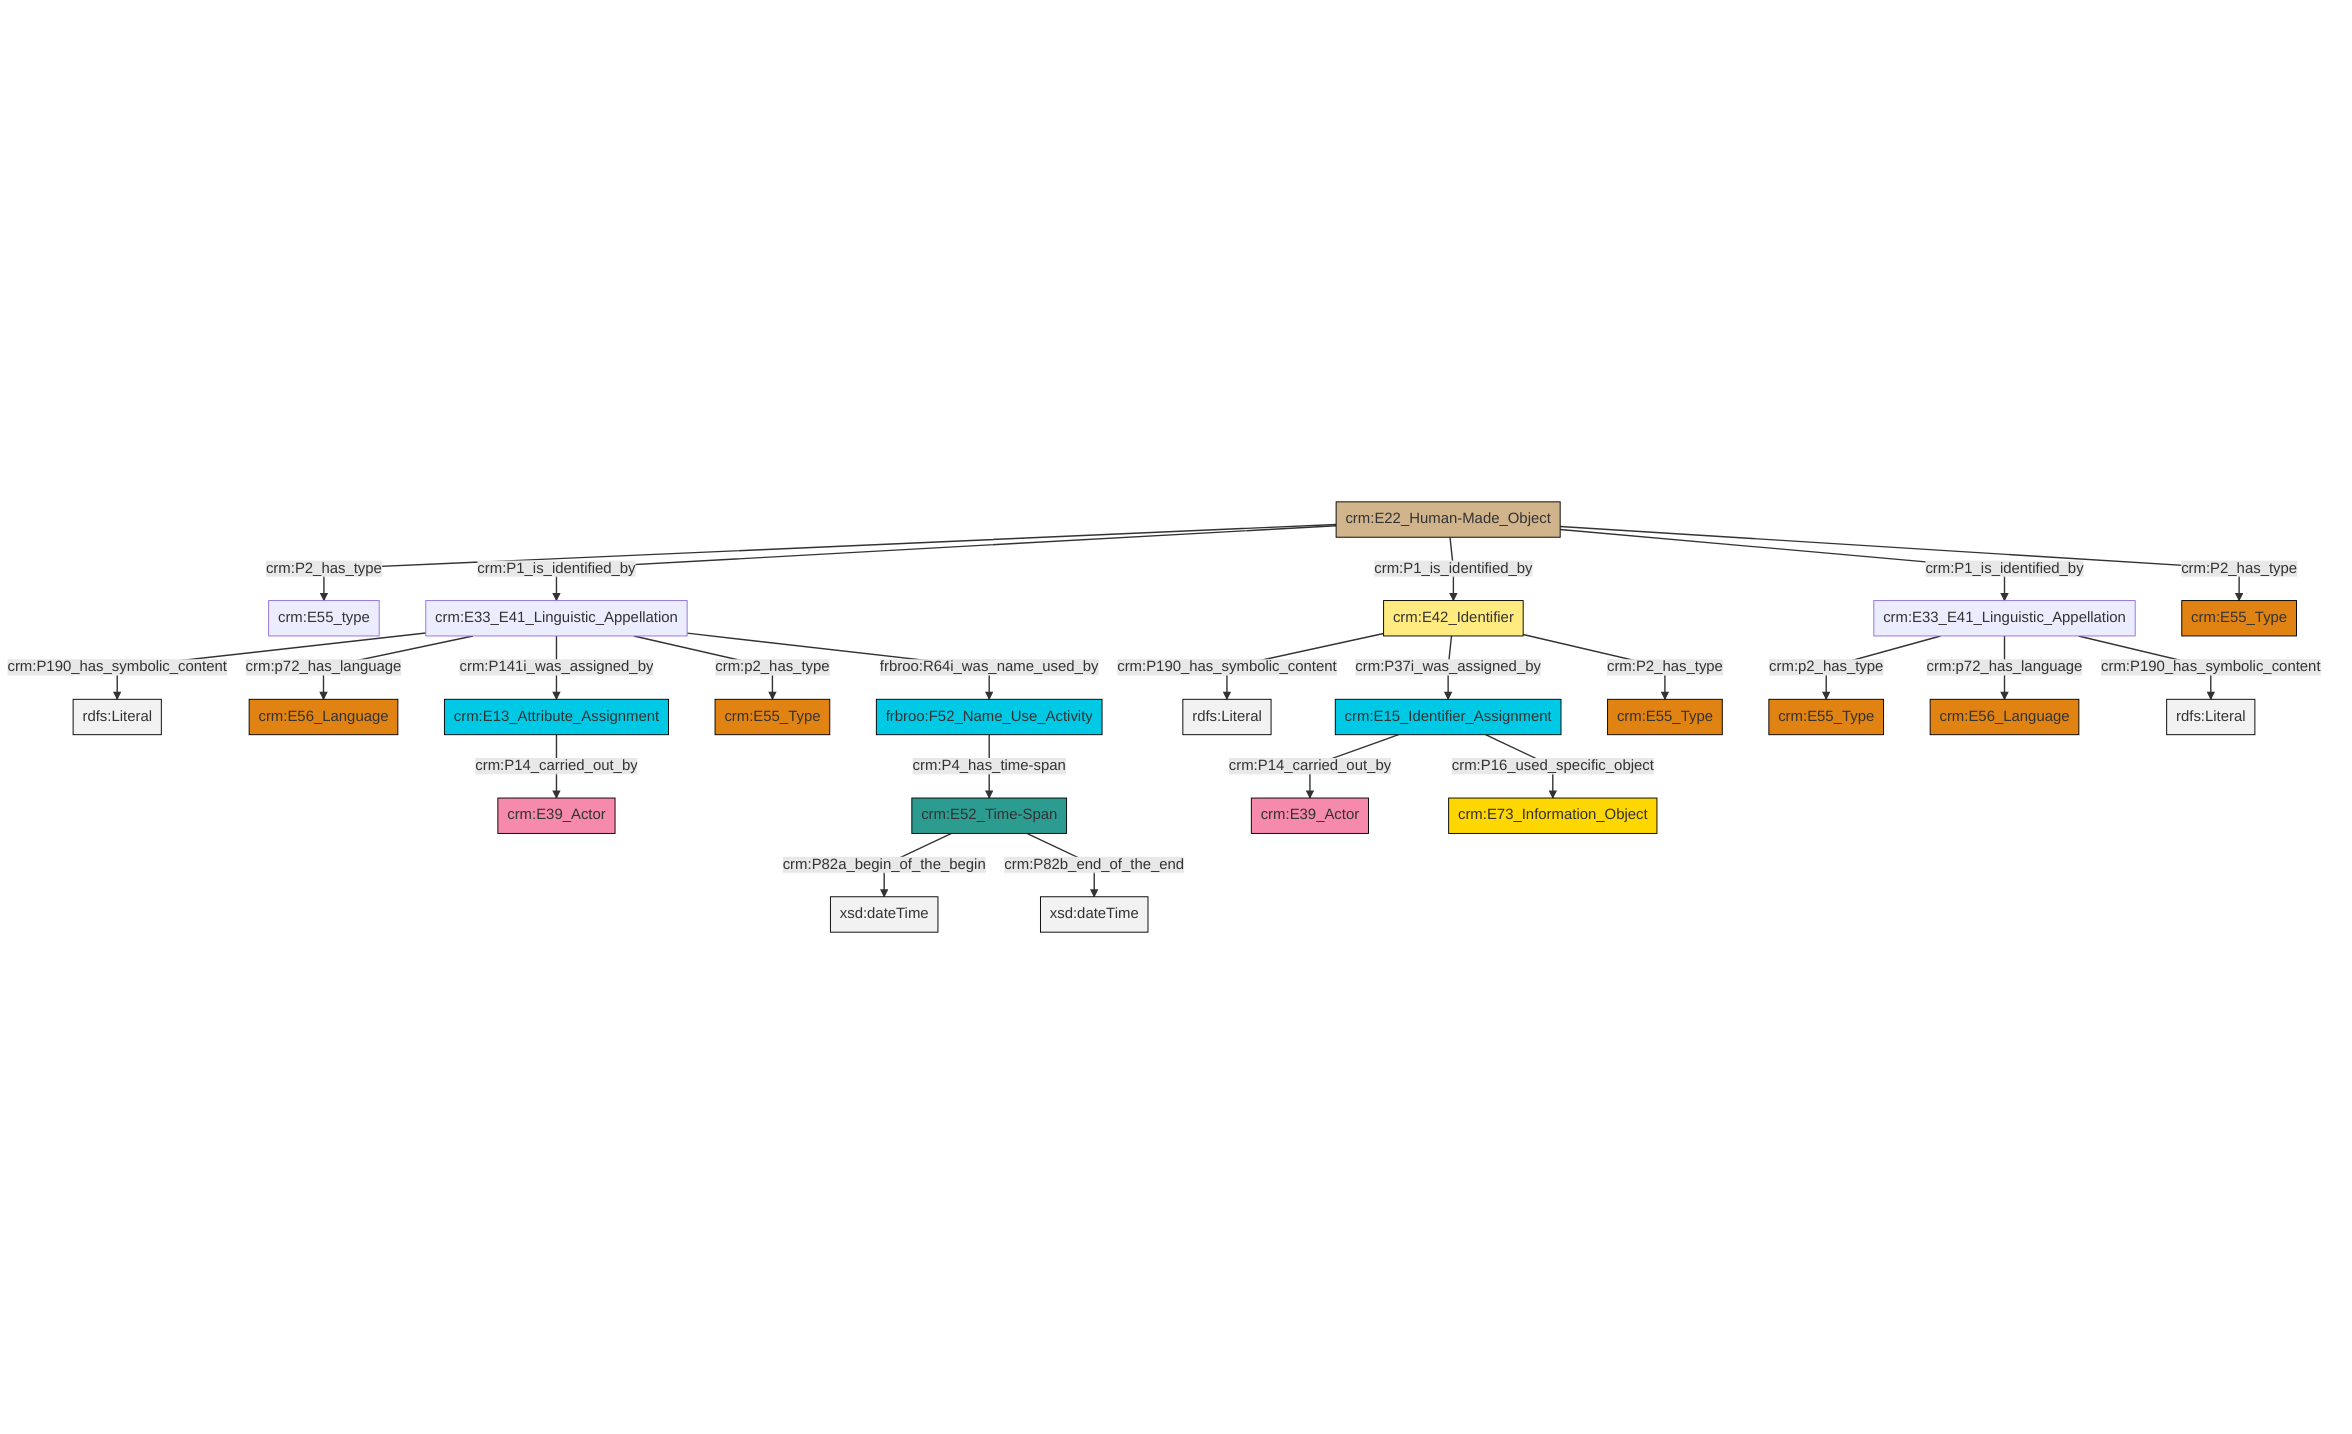 crm:E22_Human-Made_Object
crm:P2_has_type
crm:P1_is_identified_by
crm:P1_is_identified_by
crm:P1_is_identified_by
crm:P2_has_type
crm:E55_type
crm:E33_E41_Linguistic_Appellation
crm:E42_Identifier
crm:E33_E41_Linguistic_Appellation
crm:E55_Type
crm:P190_has_symbolic_content
crm:p72_has_language
crm:P141i_was_assigned_by
crm:p2_has_type
frbroo:R64i_was_name_used_by
crm:P190_has_symbolic_content
crm:P37i_was_assigned_by
crm:P2_has_type
crm:p2_has_type
crm:p72_has_language
crm:P190_has_symbolic_content
rdfs:Literal
crm:E56_Language
crm:E13_Attribute_Assignment
crm:E55_Type
frbroo:F52_Name_Use_Activity
rdfs:Literal
crm:E15_Identifier_Assignment
crm:E55_Type
crm:E55_Type
crm:E56_Language
rdfs:Literal
crm:P14_carried_out_by
crm:P4_has_time-span
crm:P14_carried_out_by
crm:P16_used_specific_object
crm:E39_Actor
crm:E52_Time-Span
crm:E39_Actor
crm:E73_Information_Object
crm:P82a_begin_of_the_begin
crm:P82b_end_of_the_end
xsd:dateTime
xsd:dateTime